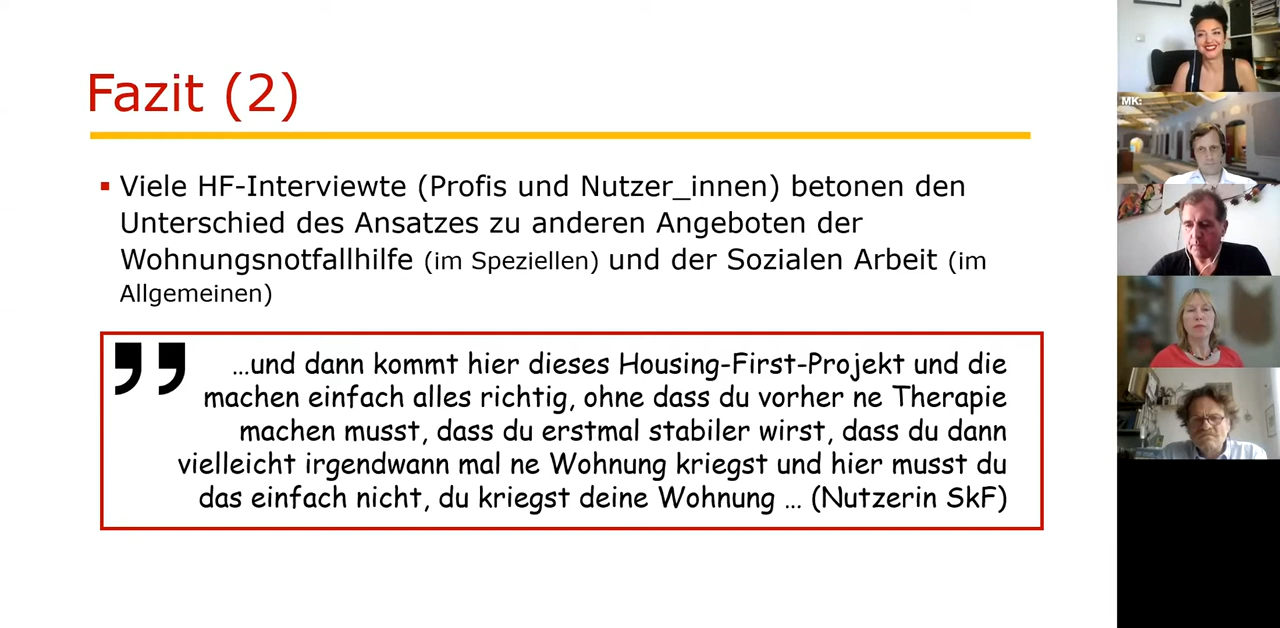 Fazit (2)
Viele HF-Interviewte (Profis und Nutzer_innen) betonen den
Unterschied des Ansatzes zu anderen Angeboten der
Wohnungsnotfallhilfe (im Speziellen) und der Sozialen Arbeit (im
Allgemeinen)
...und dann kommt hier dieses Housing-First-Projekt und die
machen einfach alles richtig, ohne dass du vorher ne Therapie
machen musst, dass du erstmal stabiler wirst, dass du dann
vielleicht irgendwann mal ne Wohnung kriegst und hier musst du
das einfach nicht, du kriegst deine Wohnung ... (Nutzerin SkF)
MK: